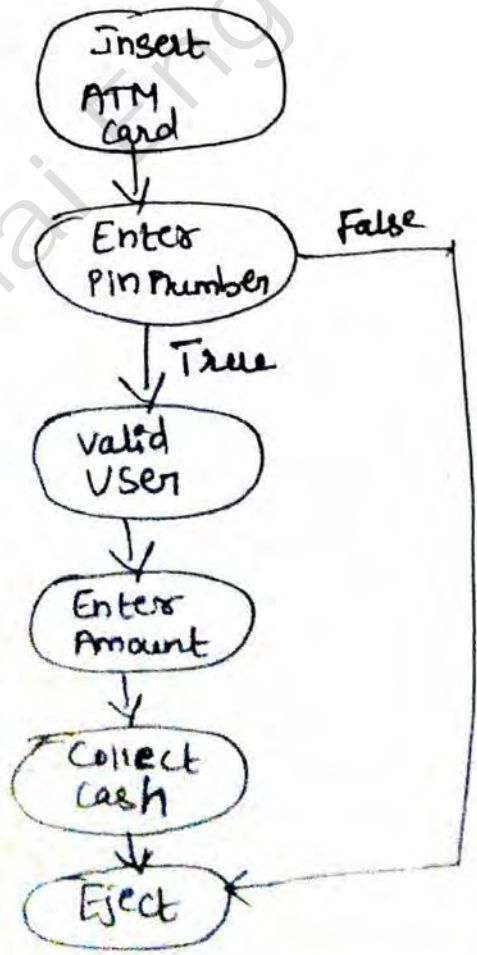 Insert
ATM
Card
Enter
Pin Number
False
True
Valid
User
Enter
Amount
Collect
Cash
Eject